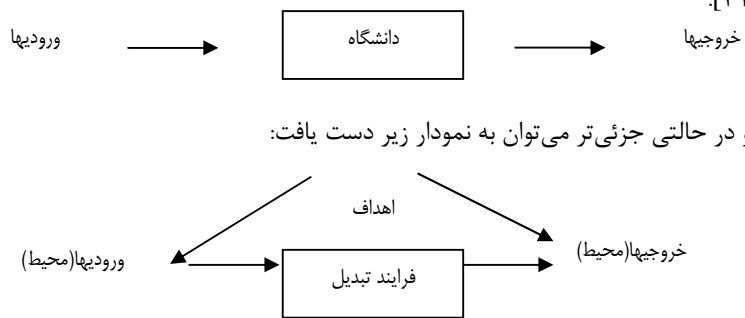 ورودیها دانشگاه خروجیها
و در حالتی جزئی‌تر می‌توان به نمودار زیر دست یافت:
اهداف
ورودیها(محیط) فرایند تبدیل خروجیها(محیط)